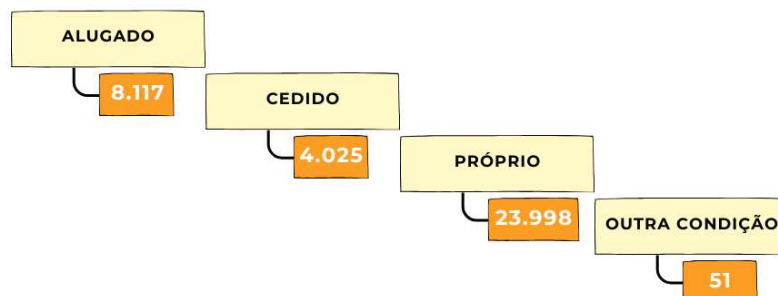 ALUGADO
8.117
CEDIDO
4.025
PRÓPRIO
23.998
OUTRA CONDIÇÃO
51